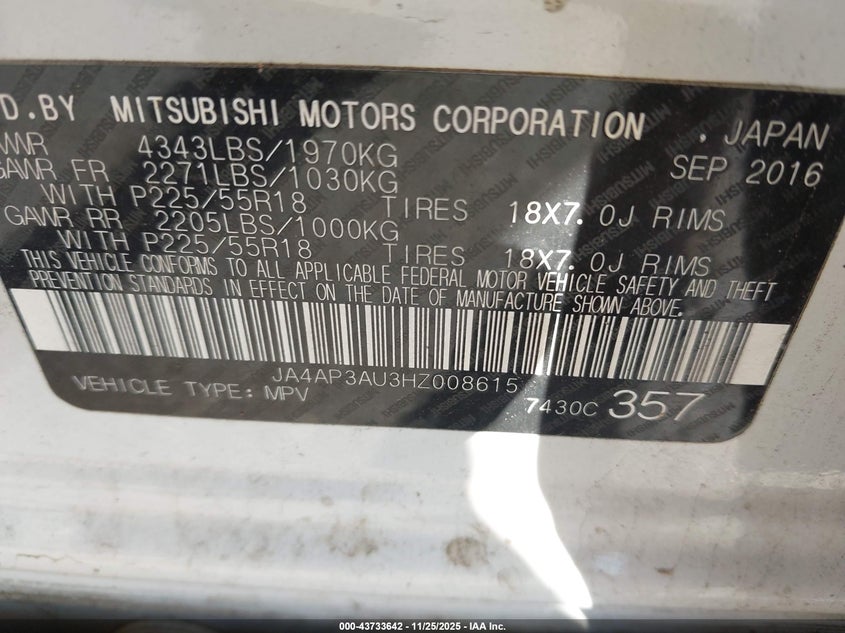 D.BY MITSUBISHI MOTORS CORPORATION , JAPAN
WR 4343LBS/1970KG SEP 2016
GAWR FR 2271LBS/1030KG
WITH P225/55R18 TIRES 18X7.0J RIMS
GAWR RR 2205LBS/1000KG
WITH P225/55R18 TIRES 18X7.0J RIMS
THIS VEHICLE CONFORMS TO ALL APPLICABLE FEDERAL MOTOR VEHICLE SAFETY AND THEFT
PREVENTION STANDARDS IN EFFECT ON THE DATE OF MANUFACTURE SHOWN ABOVE.
JA4AP3AU3HZ008615
VEHICLE TYPE: MPV 7430C 357
000-43733642 | 11/25/2025 - IAA Inc.